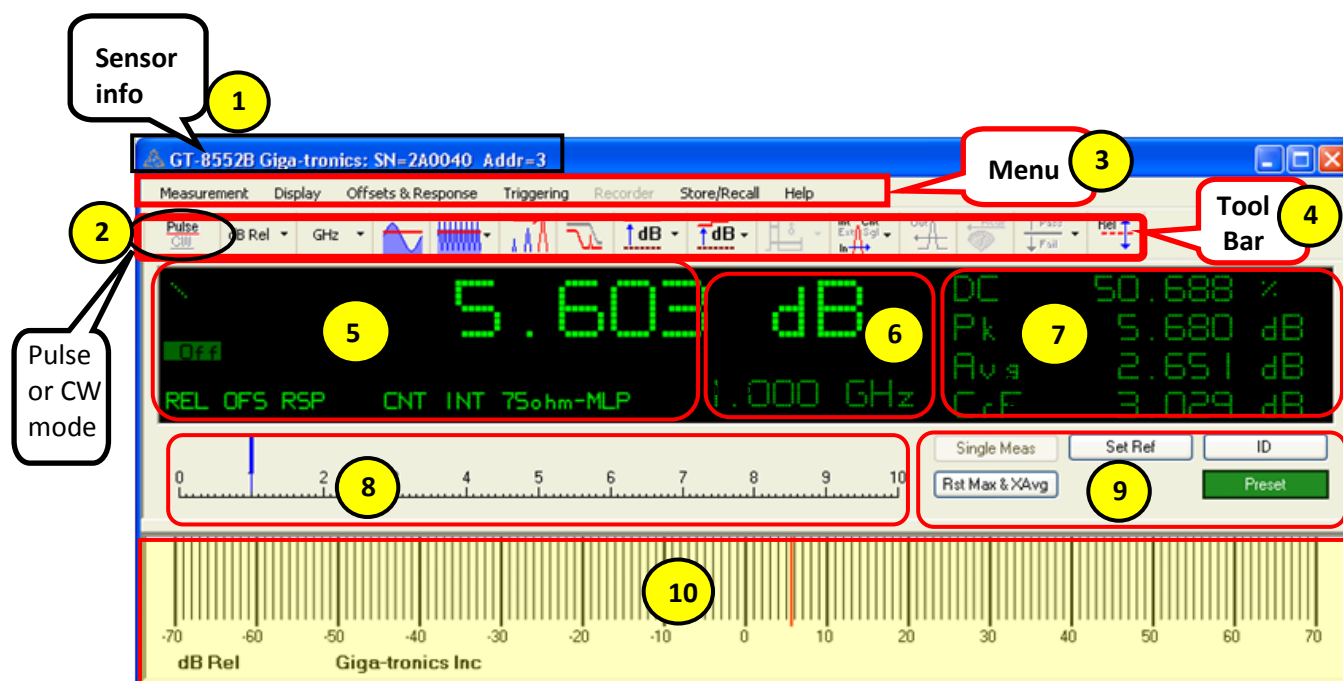 Sensor
info
1
GT-8552B Giga-tronics: SN=2A0040 Addr=3
Menu
3
Measurement Display Offsets & Response Triggering Recorder Store/Recall Help
2
Pulse
CW
dB Rel GHz dB dB
Rel
Tool
Bar
4
Pulse
or CW
mode
5
5.603 dB
6
Off
REL OFS RSP CNT INT 75ohm-MLP
1.000 GHz
7
DC 50.688 %
Pk 5.680 dB
Avg 2.651 dB
CrF 3.029 dB
0 2 3 4 5 6 7 8 9 10
8
Single Meas Set Ref ID
Rst Max & XAvg Preset
9
10
-70 -60 -50 -40 -30 -20 -10 0 10 20 30 40 50 60 70
dB Rel Giga-tronics Inc